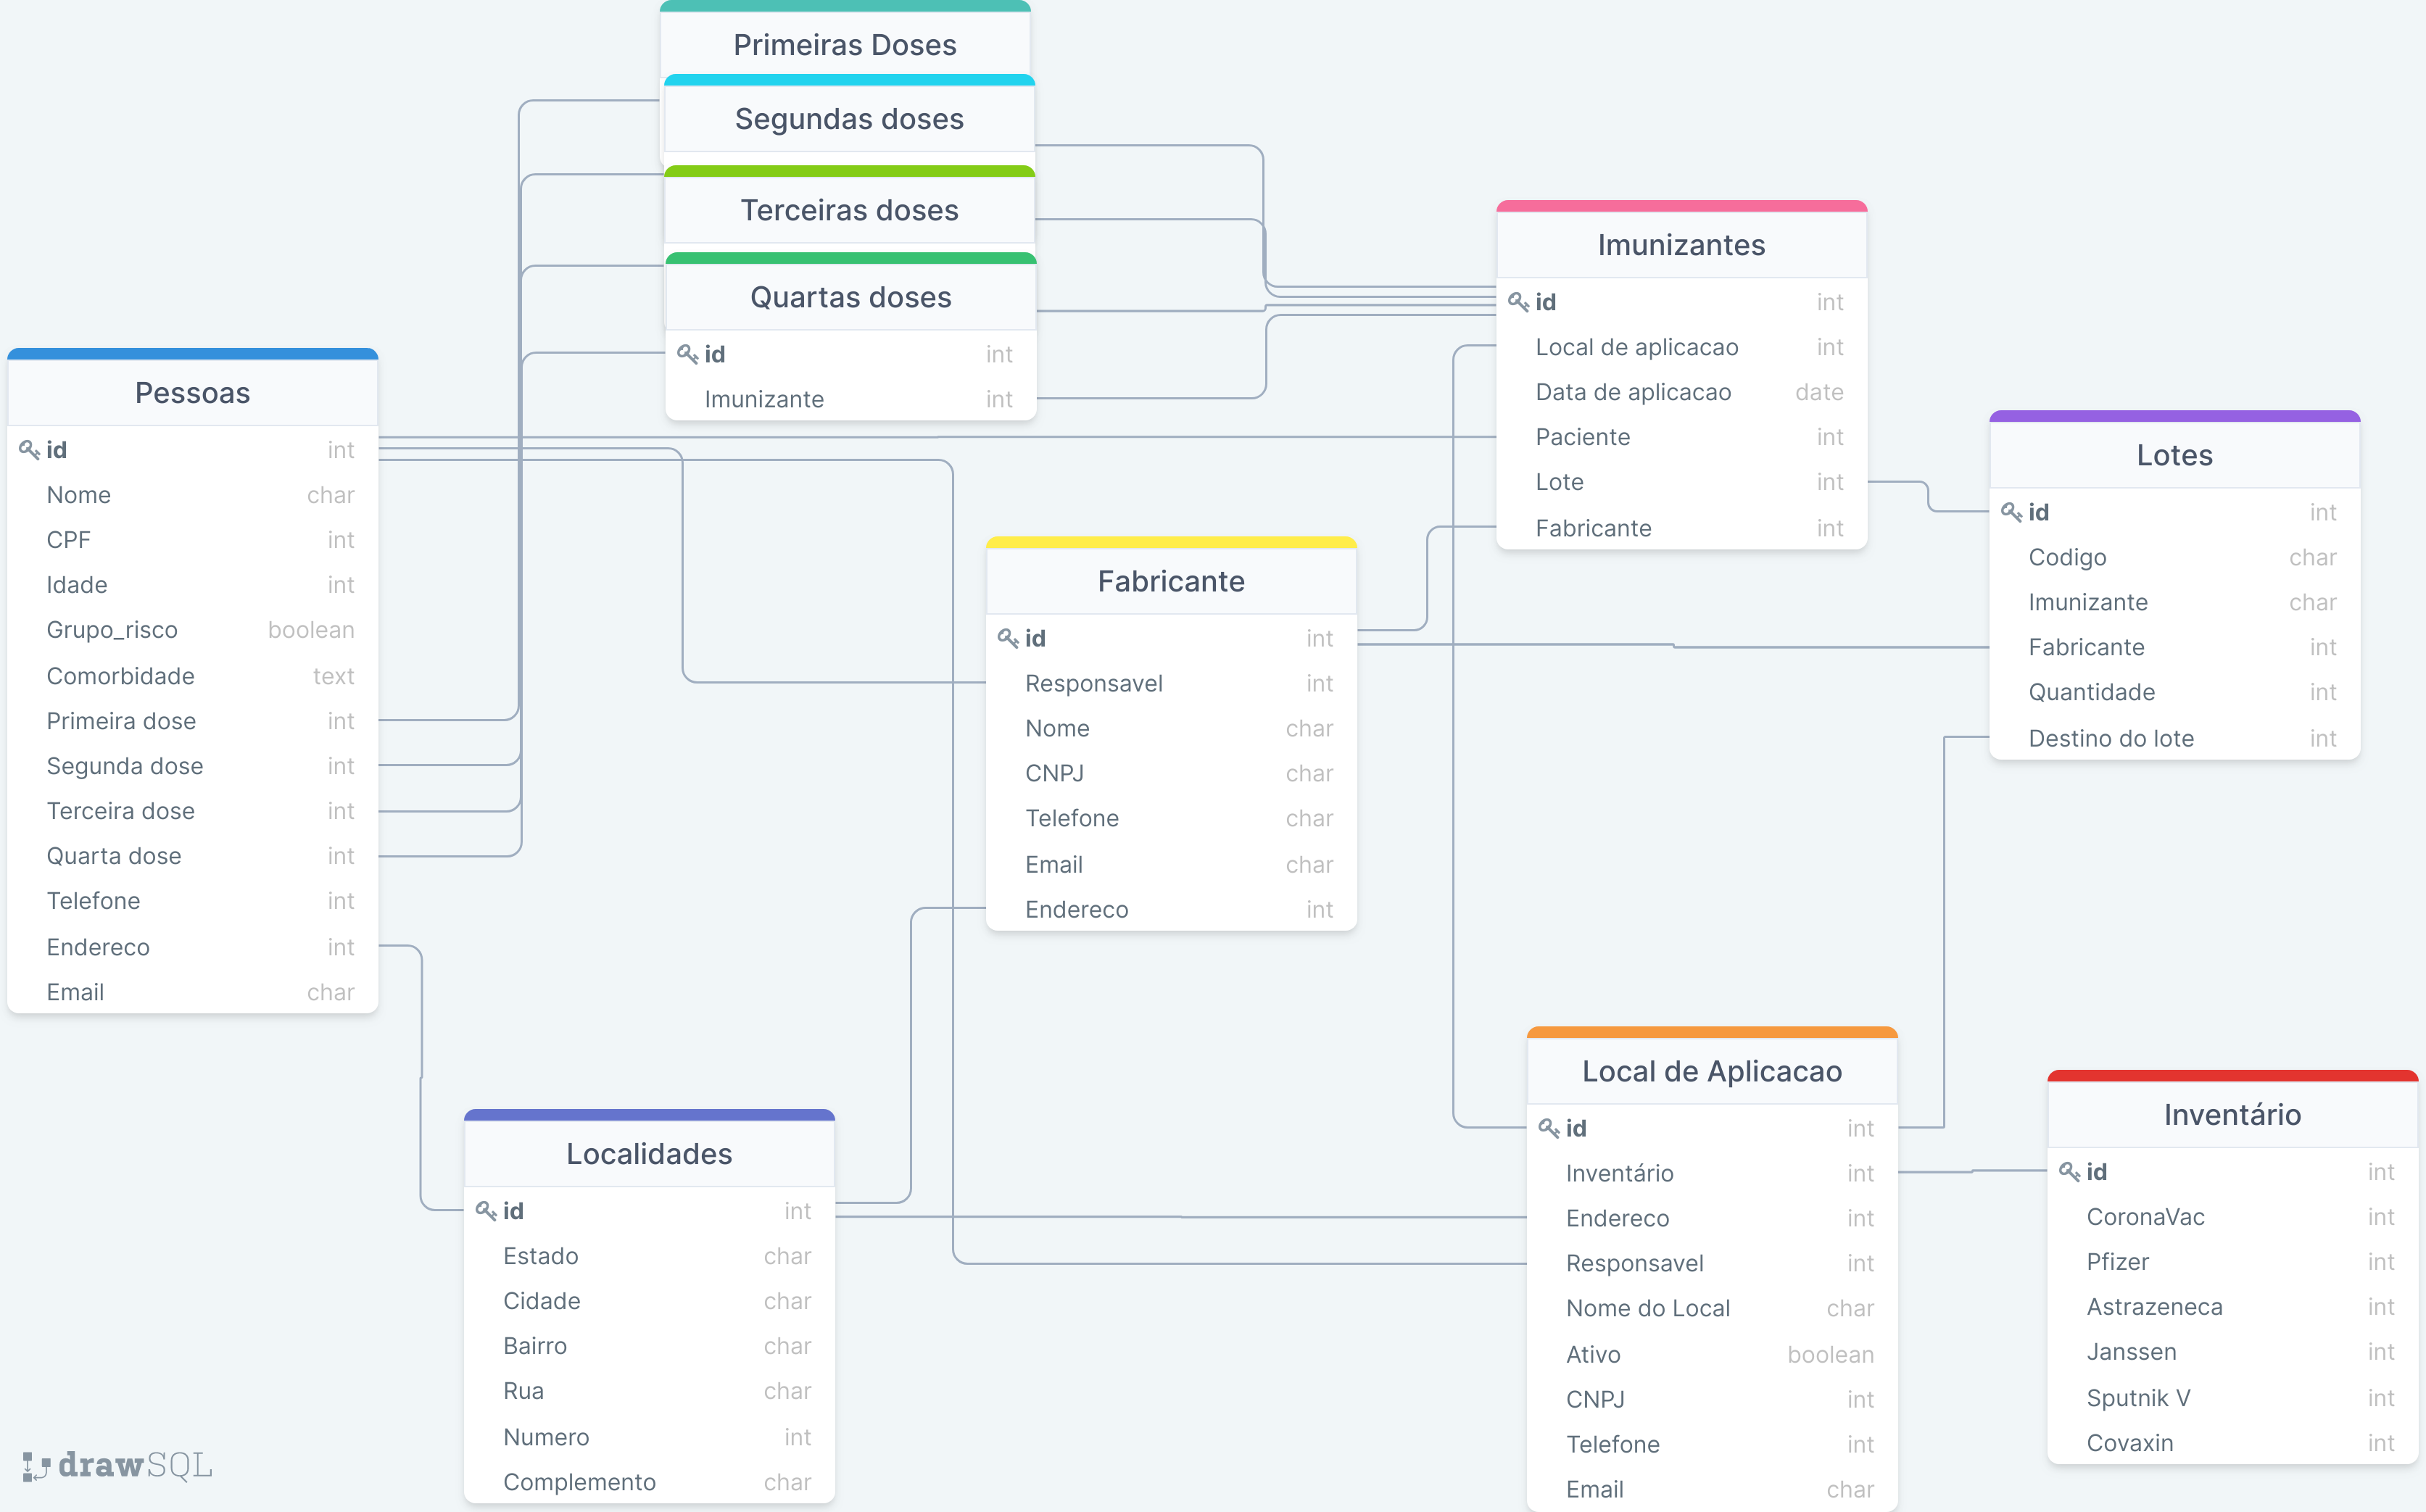 Primeiras Doses
Segundas doses
Terceiras doses
Quartas doses
id int
Imunizante int
Pessoas
id int
Nome char
CPF int
Idade int
Grupo_risco boolean
Comorbidade text
Primeira dose int
Segunda dose int
Terceira dose int
Quarta dose int
Telefone int
Endereco int
Email char
Imunizantes
id int
Local de aplicacao int
Data de aplicacao date
Paciente int
Lote int
Fabricante int
Lotes
id int
Codigo char
Imunizante char
Fabricante int
Quantidade int
Destino do lote int
Fabricante
id int
Responsavel int
Nome char
CNPJ char
Telefone char
Email char
Endereco int
Localidades
id int
Estado char
Cidade char
Bairro char
Rua char
Numero int
Complemento char
Local de Aplicacao
id int
Inventário int
Endereco int
Responsavel int
Nome do Local char
Ativo boolean
CNPJ int
Telefone int
Email char
Inventário
id int
CoronaVac int
Pfizer int
Astrazeneca int
Janssen int
Sputnik V int
Covaxin int
drawSQL